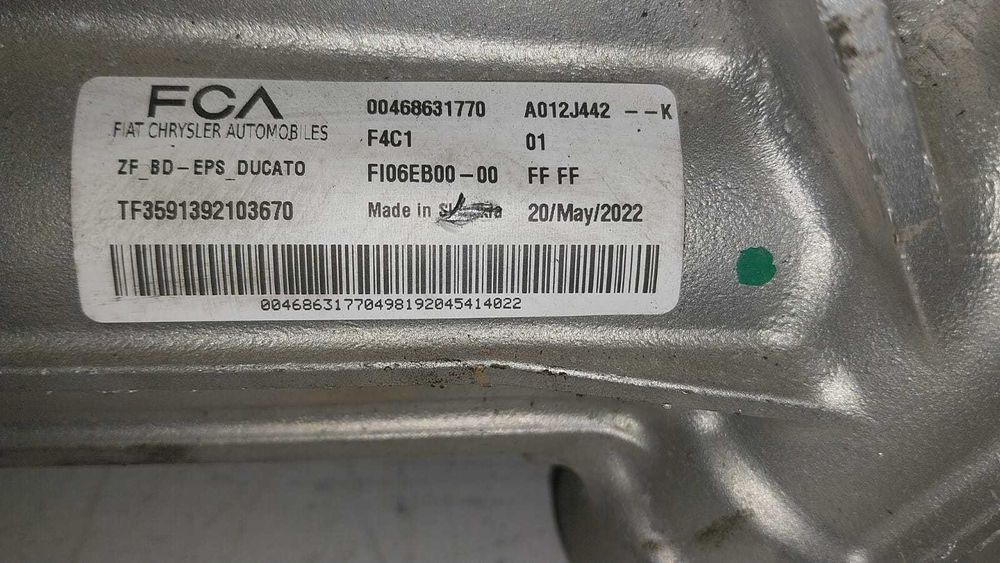 FCA
FIAT CHRYSLER AUTOMOBILES
00468631770 A012J442 --K
F4C1 01
ZF_BD-EPS_DUCATO FI06EB00-00 FF FF
TF3591392103670 Made in 20/May/2022
00468631770498192045414022